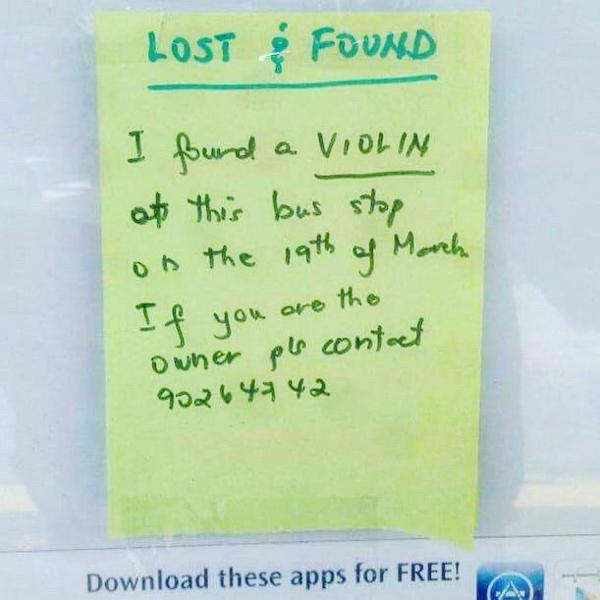 LOST & FOUND
I found a VIOLIN
at this bus stop
on the 19th of March
If you are the
owner pls contact
90264742
Download these apps for FREE!